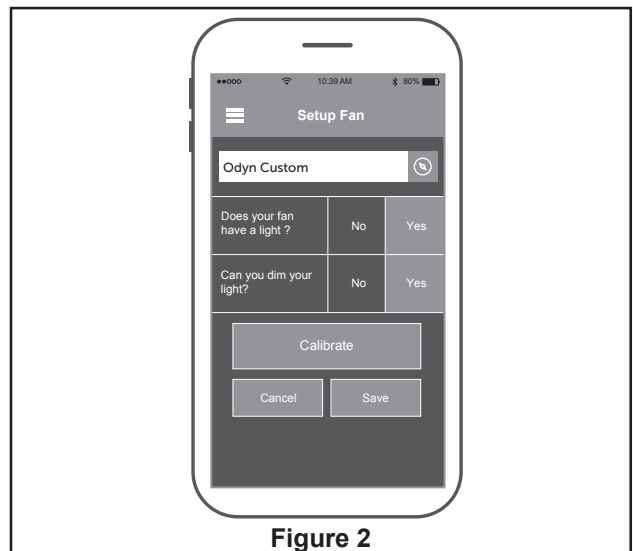 10:39 AM 80%
Setup Fan
Odyn Custom
Does your fan
have a light ? No Yes
Can you dim your
light? No Yes
Calibrate
Cancel Save
Figure 2